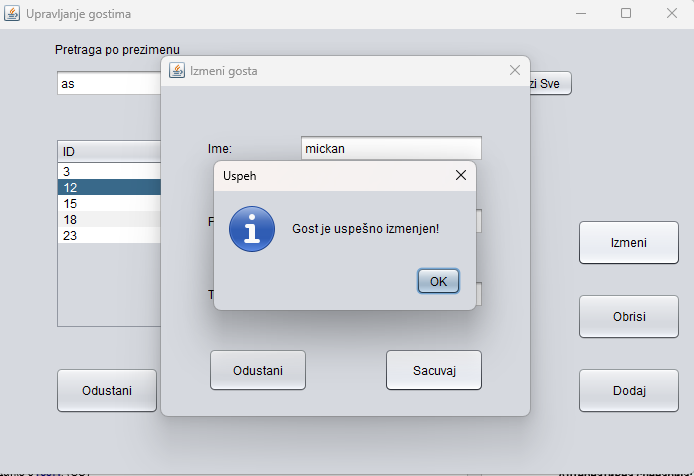 Upravljanje gostima
Pretraga po prezimenu
as
zi Sve
Izmeni gosta
Ime:
mickan
Uspeh
Gost je uspešno izmenjen!
OK
ID
3
12
15
18
23
Izmeni
Obrisi
Dodaj
Odustani
Odustani
Sacuvaj